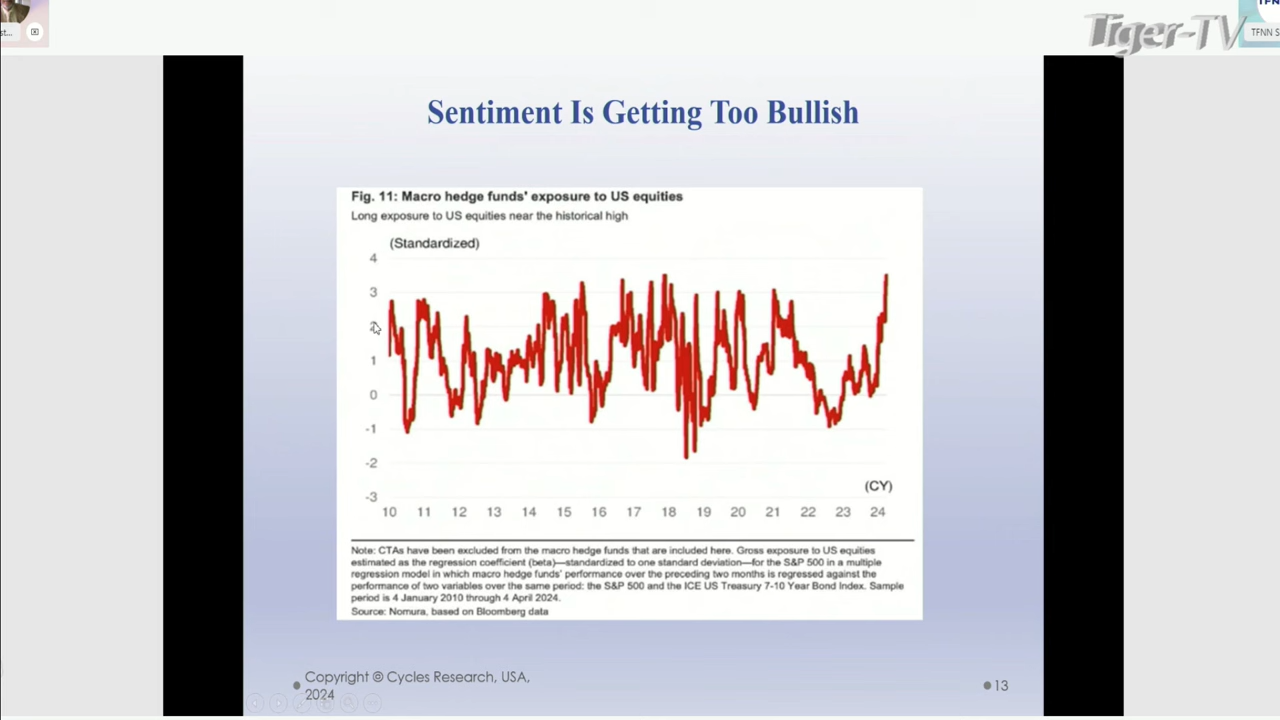 st...
Tiger-TV
TFNN S
Sentiment Is Getting Too Bullish
Fig. 11: Macro hedge funds' exposure to US equities
Long exposure to US equities near the historical high
(Standardized)
4
3
2
1
0
-1
-2
-3
(CY)
10 11 12 13 14 15 16 17 18 19 20 21 22 23 24
Note: CTAs have been excluded from the macro hedge funds that are included here. Gross exposure to US equities
estimated as the regression coefficient (beta)—standardized to one standard deviation—for the S&P 500 in a multiple
regression model in which macro hedge funds' performance over the preceding two months is regressed against the
performance of two variables over the same period: the S&P 500 and the ICE US Treasury 7-10 Year Bond Index. Sample
period is 4 January 2010 through 4 April 2024.
Source: Nomura, based on Bloomberg data
Copyright © Cycles Research, USA,
2024
13